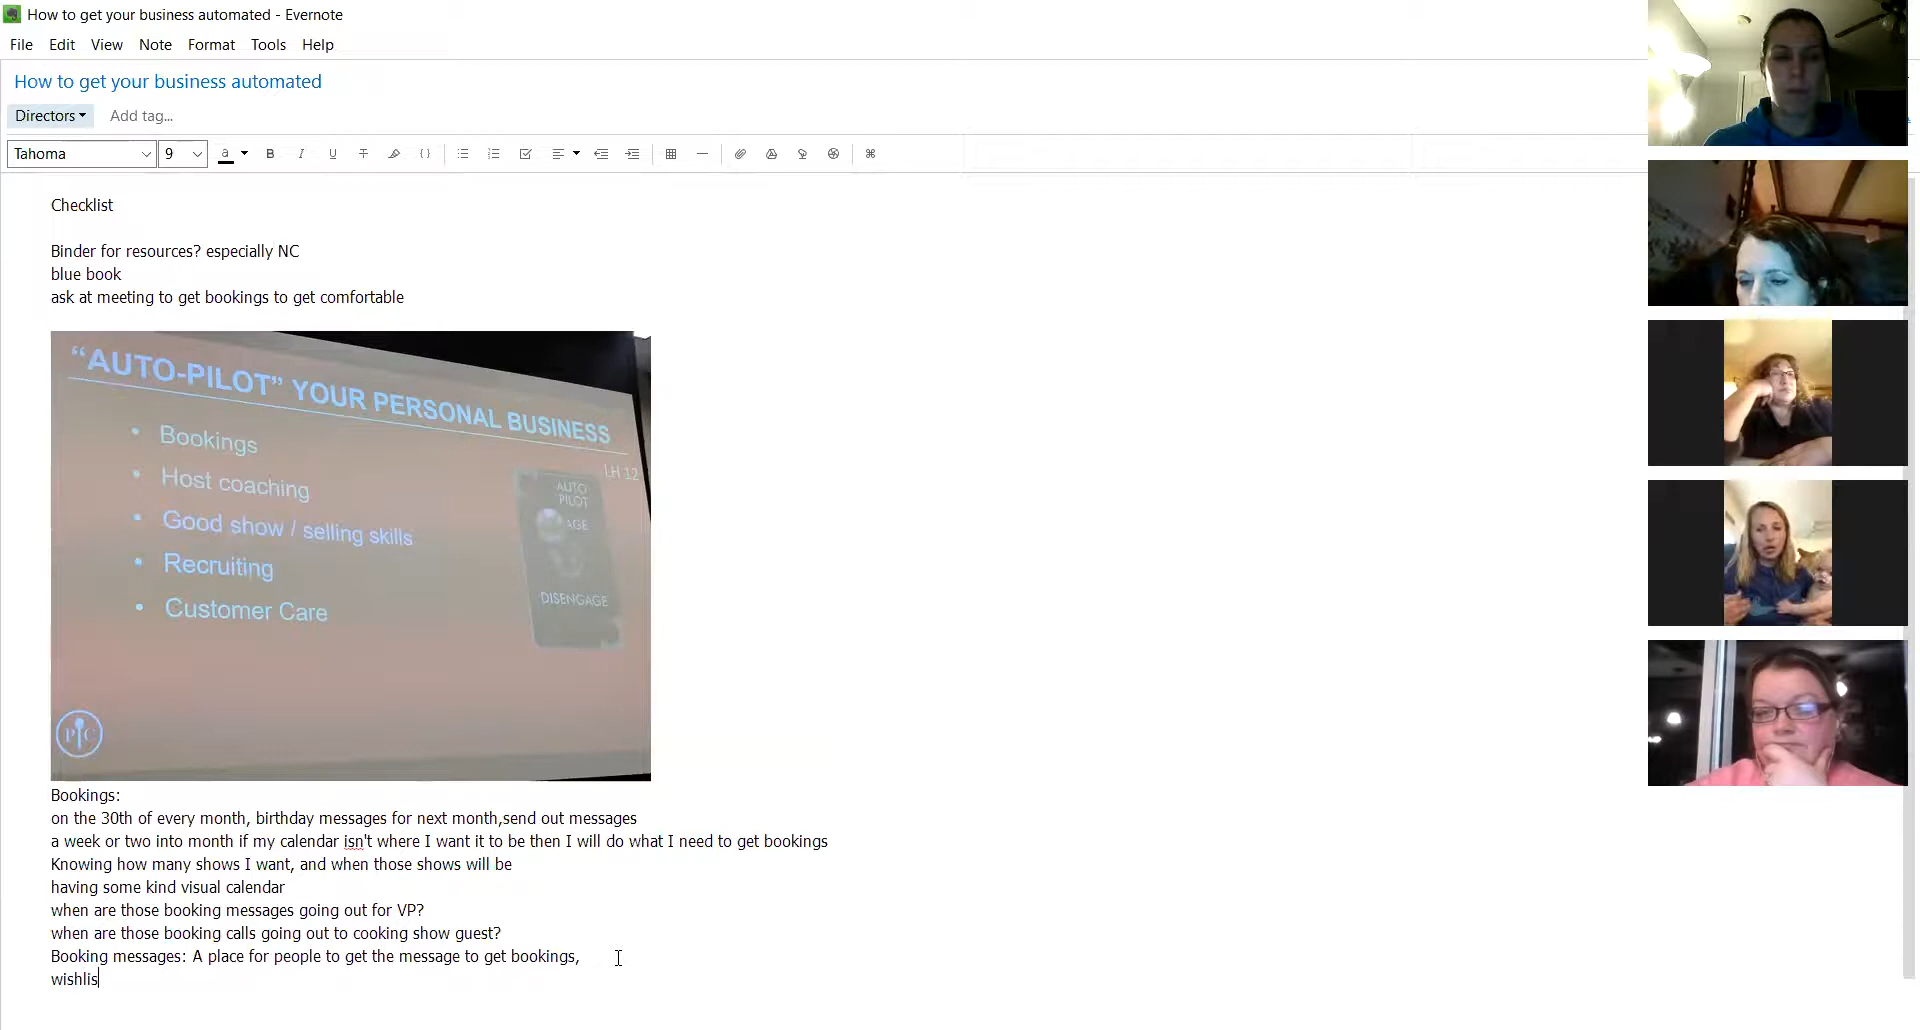 How to get your business automated - Evernote
File Edit View Note Format Tools Help
How to get your business automated
Directors Add tag...
Tahoma 9 a B I U T { }
Checklist
Binder for resources? especially NC
blue book
ask at meeting to get bookings to get comfortable
“AUTO-PILOT” YOUR PERSONAL BUSINESS
LH 12
• Bookings
• Host coaching
• Good show / selling skills
• Recruiting
• Customer Care
AUTO
PILOT
DISENGAGE
PC
Bookings:
on the 30th of every month, birthday messages for next month,send out messages
a week or two into month if my calendar isn't where I want it to be then I will do what I need to get bookings
Knowing how many shows I want, and when those shows will be
having some kind visual calendar
when are those booking messages going out for VP?
when are those booking calls going out to cooking show guest?
Booking messages: A place for people to get the message to get bookings,
wishlis